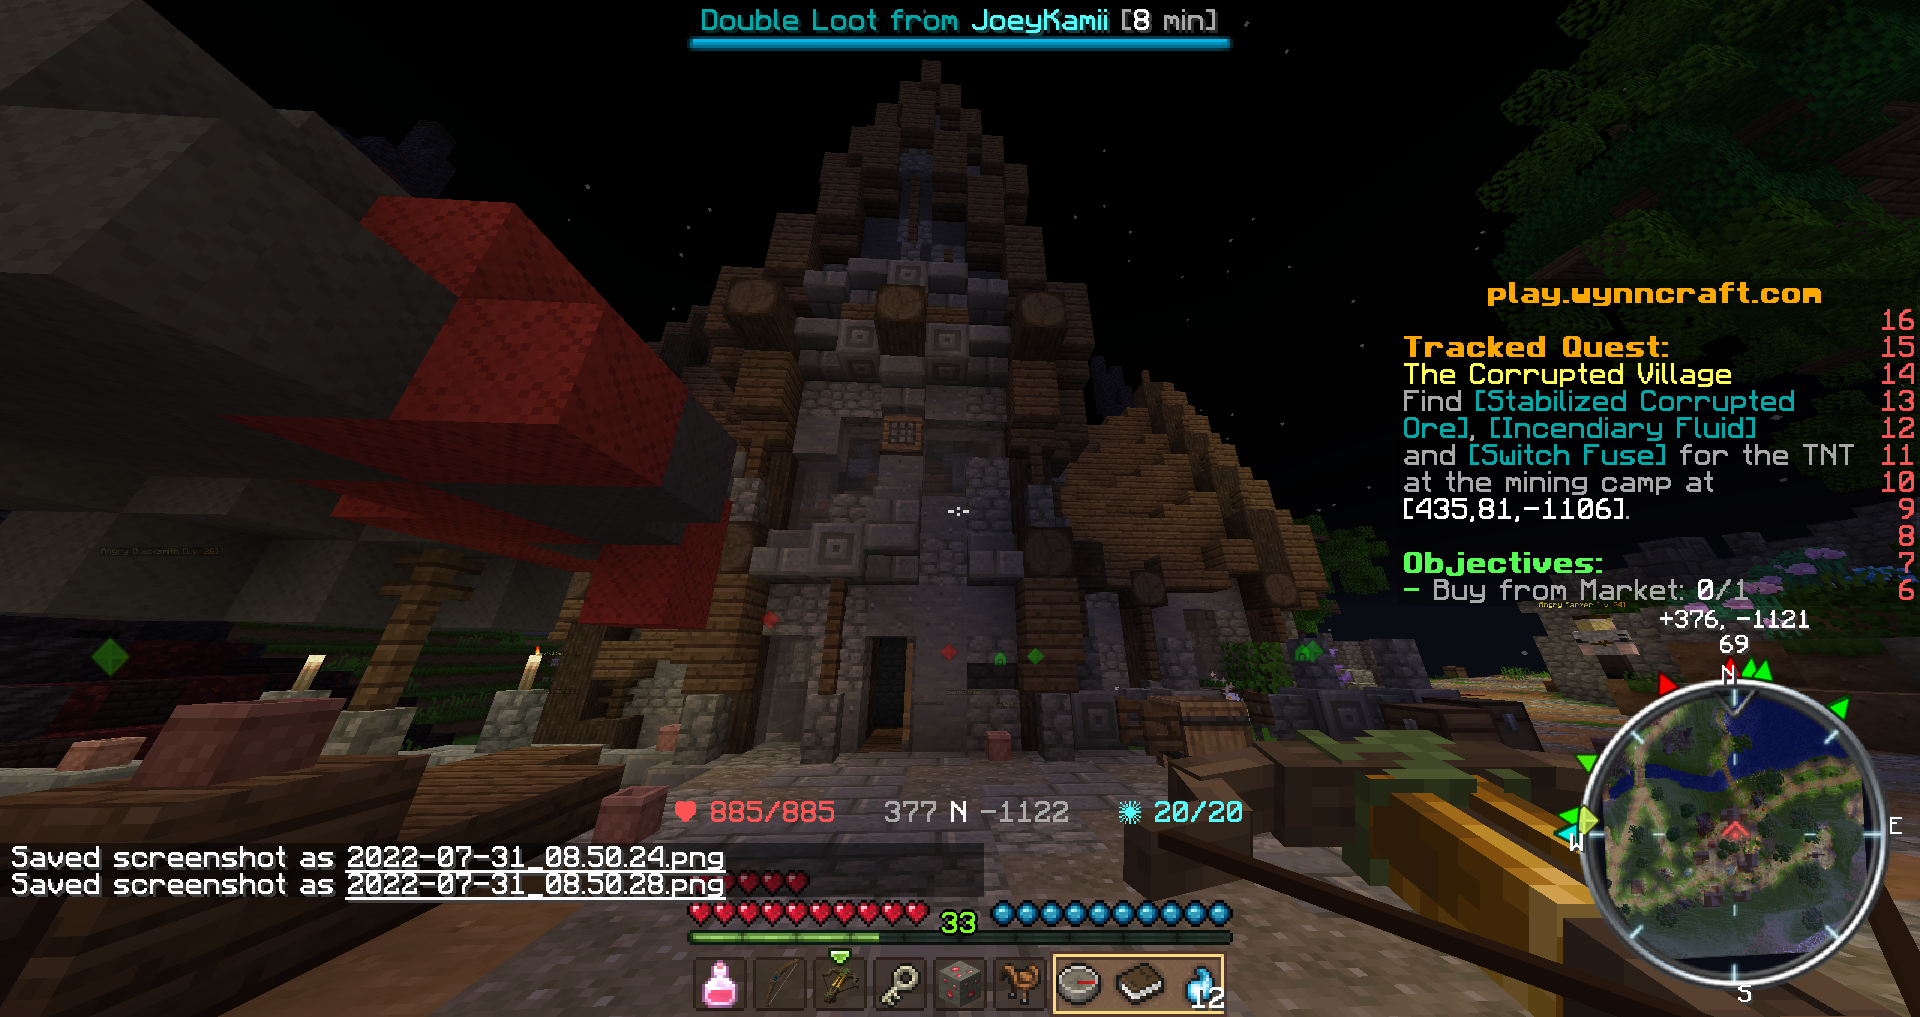 Double Loot from JoeyKamii [8 min]
play.wynncraft.com
16
Tracked Quest: 15
The Corrupted Village 14
Find [Stabilized Corrupted 13
Ore], [Incendiary Fluid] 12
and [Switch Fuse] for the TNT 11
at the mining camp at 10
[435,81,-1106]. 9
8
Objectives: 7
- Buy from Market: 0/1 6
+376, -1121
69
N
E
W
S
885/885 377 N -1122 20/20
Saved screenshot as 2022-07-31_08.50.24.png
Saved screenshot as 2022-07-31_08.50.28.png
33
12